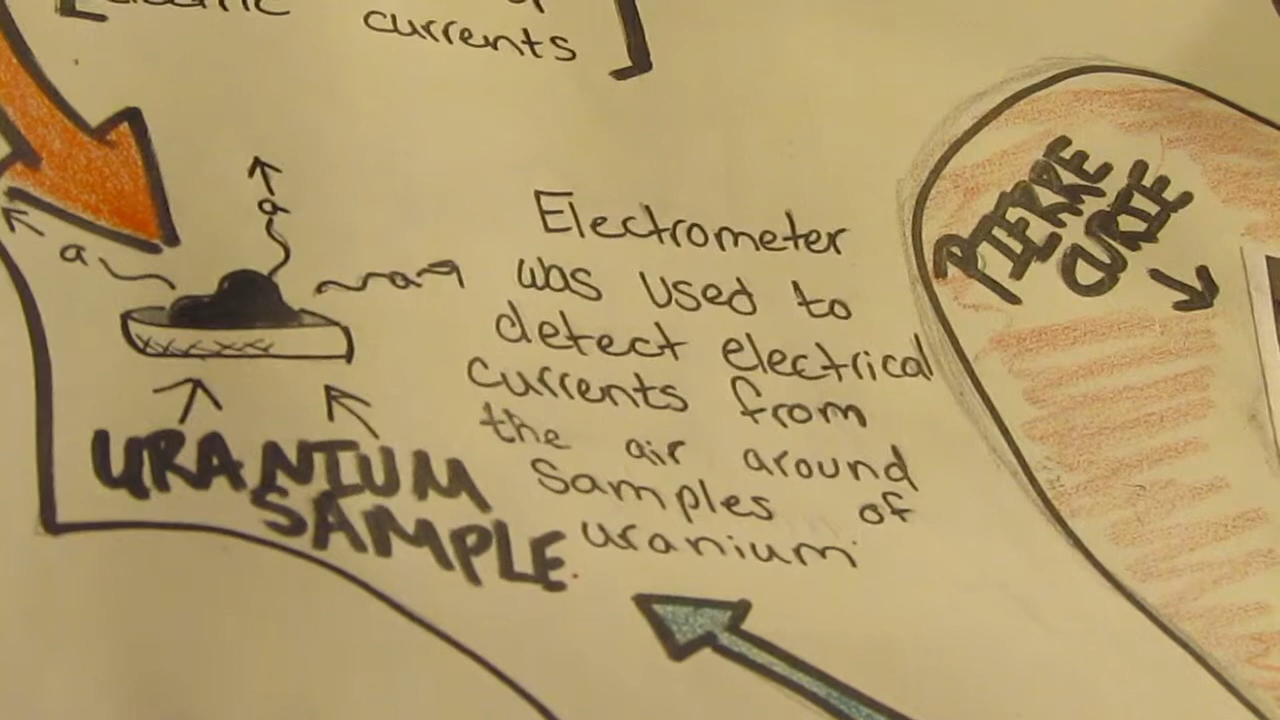 currents
a
a
a
Electrometer
was used to
detect electrical
currents from
the air around
samples of
uranium
URANIUM
SAMPLE
PIERRE
CURIE